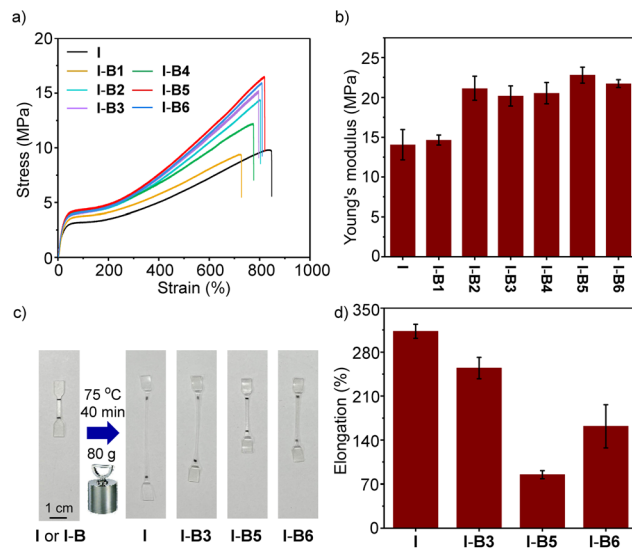 a)
20
15
10
5
0
Stress (MPa)
I
I-B1
I-B2
I-B3
I-B4
I-B5
I-B6
0 200 400 600 800 1000
Strain (%)
b)
25
20
15
10
5
0
Young's modulus (MPa)
I I-B1 I-B2 I-B3 I-B4 I-B5 I-B6
c)
75 °C
40 min
80 g
1 cm
I or I-B I I-B3 I-B5 I-B6
d)
350
280
210
140
70
0
Elongation (%)
I I-B3 I-B5 I-B6